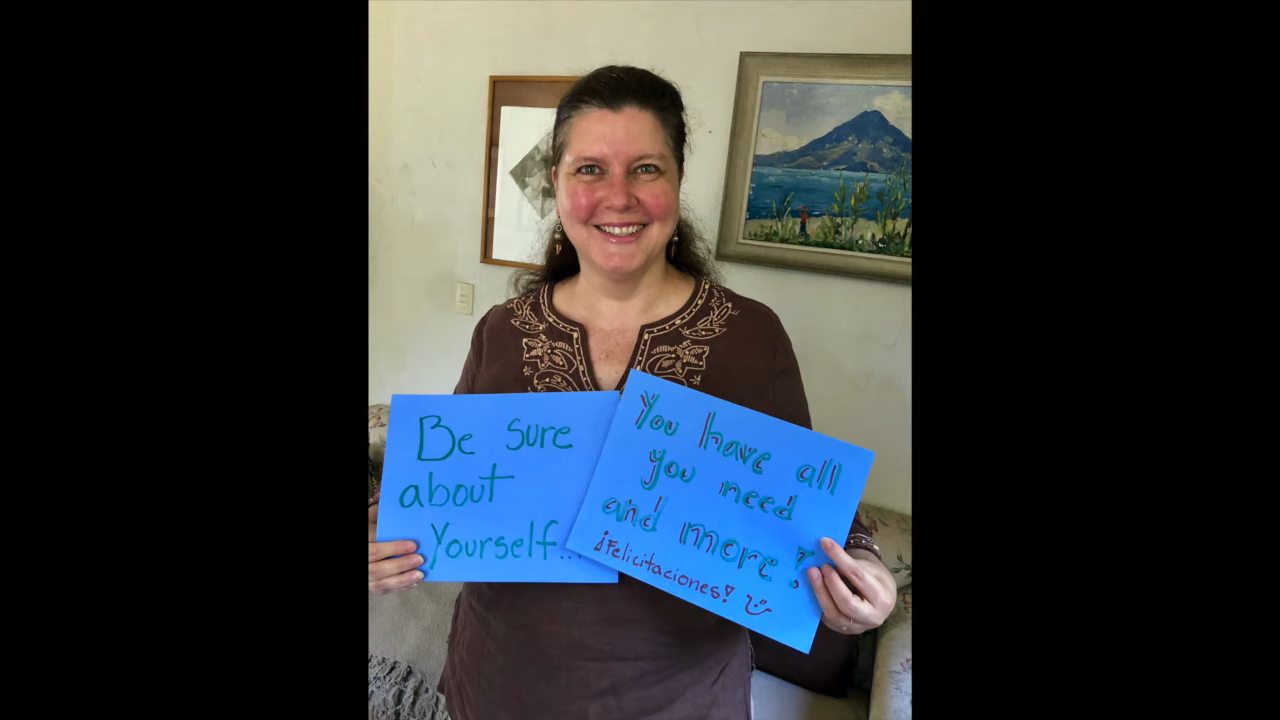 Be sure
about
Yourself...
You have all
you need
and more!
¡Felicitaciones!